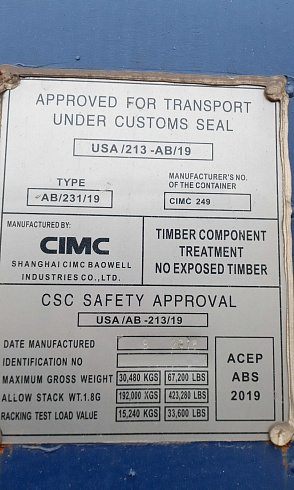 APPROVED FOR TRANSPORT
UNDER CUSTOMS SEAL
USA/213-AB/19
TYPE
AB/231/19
MANUFACTURER'S NO.
OF THE CONTAINER
CIMC 249
MANUFACTURED BY:
CIMC
SHANGHAI CIMC BAOWELL
INDUSTRIES CO.,LTD.
TIMBER COMPONENT
TREATMENT
NO EXPOSED TIMBER
CSC SAFETY APPROVAL
USA/AB-213/19
DATE MANUFACTURED
IDENTIFICATION NO
MAXIMUM GROSS WEIGHT 30,480 KGS 67,200 LBS
ALLOW STACK WT.1.8G 192,000 KGS 423,280 LBS
RACKING TEST LOAD VALUE 15,240 KGS 33,600 LBS
ACEP
ABS
2019